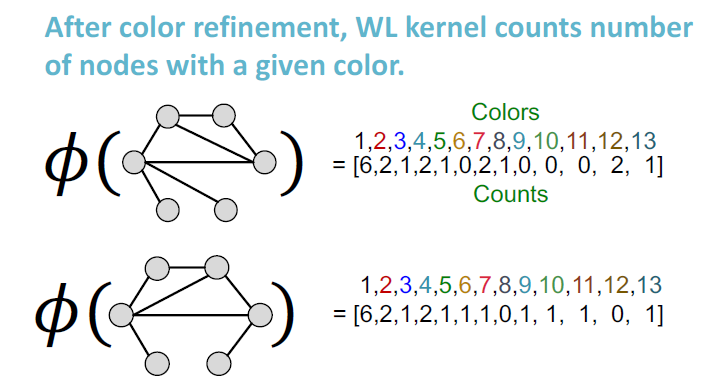 After color refinement, WL kernel counts number
of nodes with a given color.
Colors
1,2,3,4,5,6,7,8,9,10,11,12,13
ϕ( ) = [6,2,1,2,1,0,2,1,0, 0, 0, 2, 1]
Counts
1,2,3,4,5,6,7,8,9,10,11,12,13
ϕ( ) = [6,2,1,2,1,1,1,0,1, 1, 1, 0, 1]